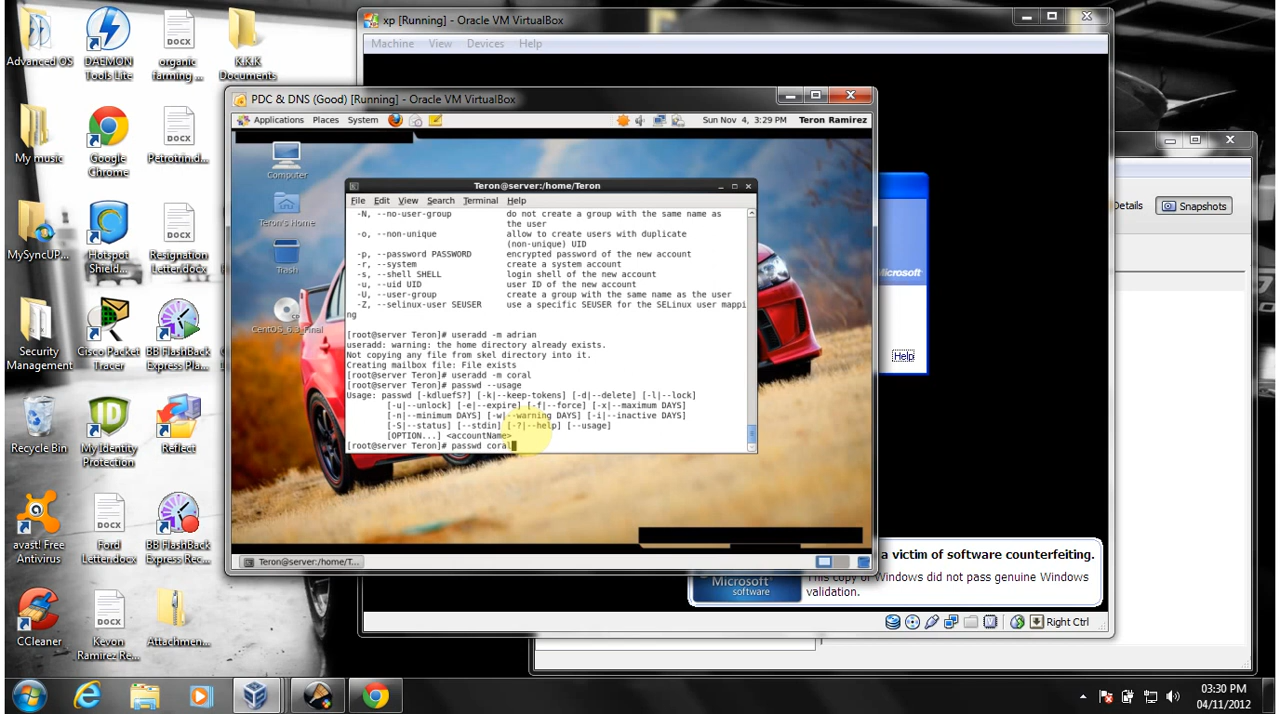 xp [Running] - Oracle VM VirtualBox
Machine View Devices Help
PDC & DNS (Good) [Running] - Oracle VM VirtualBox
Applications Places System
Sun Nov 4, 3:29 PM
Teron Ramirez
Computer
Teron's Home
Trash
CentOS_6.3_Final
Teron@server:/home/Teron
File Edit View Search Terminal Help
-N, --no-user-group do not create a group with the same name as
the user
-o, --non-unique allow to create users with duplicate
(non-unique) UID
-p, --password PASSWORD encrypted password of the new account
-r, --system create a system account
-s, --shell SHELL login shell of the new account
-u, --uid UID user ID of the new account
-U, --user-group create a group with the same name as the user
-Z, --selinux-user SEUSER use a specific SEUSER for the SELinux user mappi
ng
[root@server Teron]# useradd -m adrian
useradd: warning: the home directory already exists.
Not copying any file from skel directory into it.
Creating mailbox file: File exists
[root@server Teron]# useradd -m coral
[root@server Teron]# passwd --usage
Usage: passwd [-kdluefS?] [-k|--keep-tokens] [-d|--delete] [-l|--lock]
[-u|--unlock] [-e|--expire] [-f|--force] [-x|--maximum DAYS]
[-n|--minimum DAYS] [-w|--warning DAYS] [-i|--inactive DAYS]
[-S|--status] [--stdin] [-?|--help] [--usage]
[OPTION...] <accountName>
[root@server Teron]# passwd coral
Teron@server:/home/T...
Details
Snapshots
Microsoft
Help
a victim of software counterfeiting.
This copy of Windows did not pass genuine Windows
validation.
Microsoft
software
Right Ctrl
Advanced OS
DAEMON
Tools Lite
DOCX
organic
farming ...
K.K.K
Documents
My music
Google
Chrome
DOCX
Petrotrin.d...
MySyncUP...
Hotspot
Shield...
DOCX
Resignation
Letter.docx
Security
Management
Cisco Packet
Tracer
BB FlashBack
Express Pla...
Recycle Bin
My Identity
Protection
Reflect
avast! Free
Antivirus
DOCX
Ford
Letter.docx
BB FlashBack
Express Rec...
CCleaner
DOCX
Kevon
Ramirez Re...
Attachmen...
03:30 PM
04/11/2012